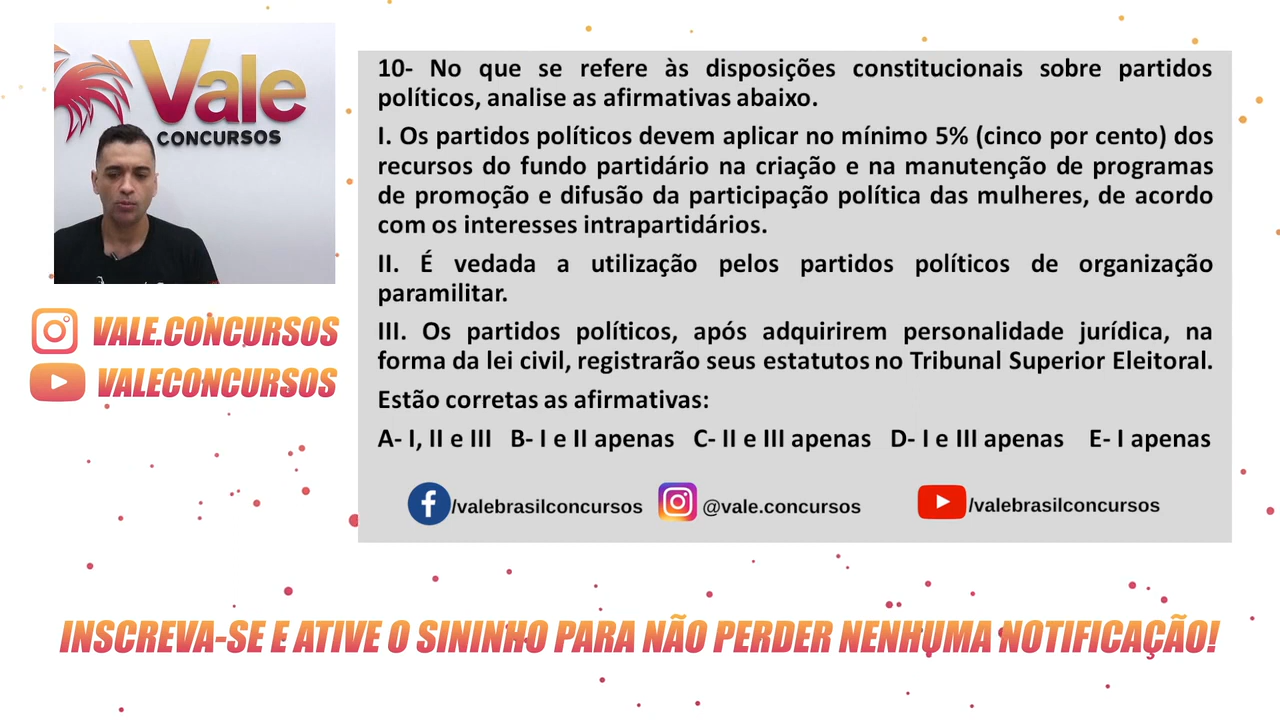 Vale
CONCURSOS
VALE.CONCURSOS
VALECONCURSOS
10- No que se refere às disposições constitucionais sobre partidos
políticos, analise as afirmativas abaixo.
I. Os partidos políticos devem aplicar no mínimo 5% (cinco por cento) dos
recursos do fundo partidário na criação e na manutenção de programas
de promoção e difusão da participação política das mulheres, de acordo
com os interesses intrapartidários.
II. É vedada a utilização pelos partidos políticos de organização
paramilitar.
III. Os partidos políticos, após adquirirem personalidade jurídica, na
forma da lei civil, registrarão seus estatutos no Tribunal Superior Eleitoral.
Estão corretas as afirmativas:
A- I, II e III B- I e II apenas C- II e III apenas D- I e III apenas E- I apenas
/valebrasilconcursos @vale.concursos /valebrasilconcursos
INSCREVA-SE E ATIVE O SININHO PARA NÃO PERDER NENHUMA NOTIFICAÇÃO!